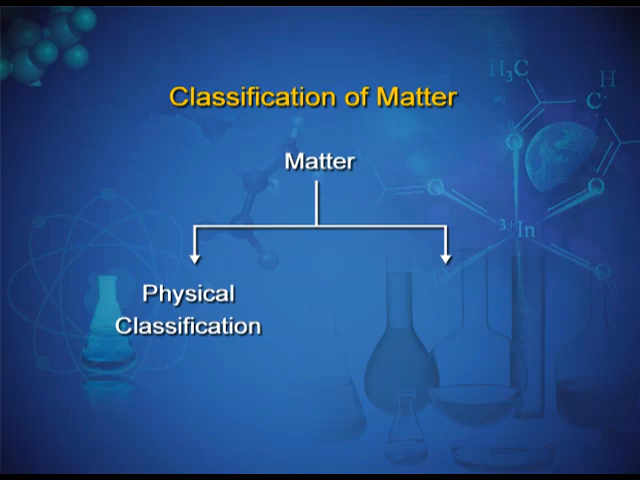 Classification of Matter
H₃C
H
C-
Matter
O
O
O
³⁺In
Physical
Classification